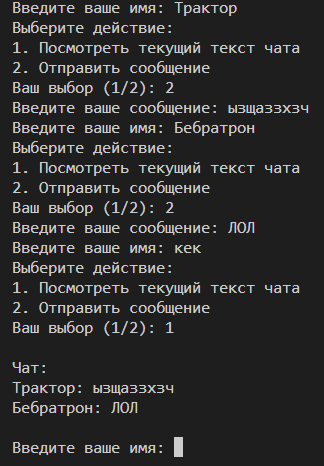 Введите ваше имя: Трактор
Выберите действие:
1. Посмотреть текущий текст чата
2. Отправить сообщение
Ваш выбор (1/2): 2
Введите ваше сообщение: ызщаззхзч
Введите ваше имя: Бебратрон
Выберите действие:
1. Посмотреть текущий текст чата
2. Отправить сообщение
Ваш выбор (1/2): 2
Введите ваше сообщение: ЛОЛ
Введите ваше имя: кек
Выберите действие:
1. Посмотреть текущий текст чата
2. Отправить сообщение
Ваш выбор (1/2): 1
Чат:
Трактор: ызщаззхзч
Бебратрон: ЛОЛ
Введите ваше имя: